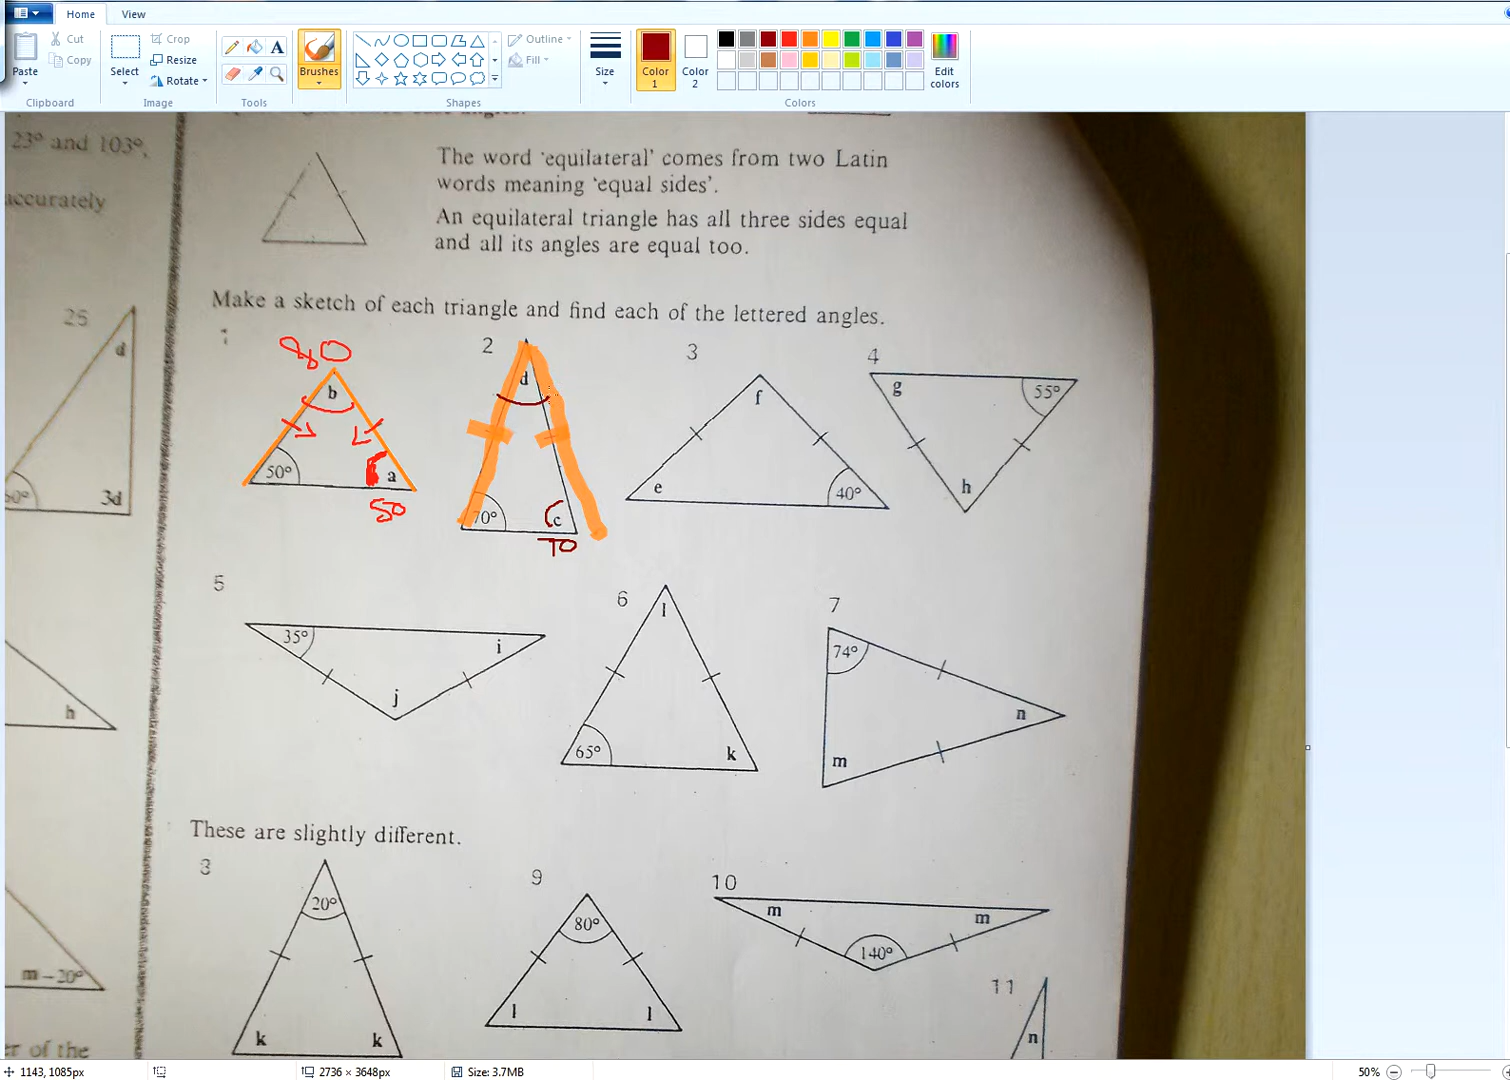 Home View
Cut
Copy
Paste
Clipboard
Select
Crop
Resize
Rotate
Image
A
Tools
Brushes
Shapes
Outline
Fill
Size
Color 1
Color 2
Edit colors
Colors
23° and 103°,
accurately
The word 'equilateral' comes from two Latin
words meaning 'equal sides'.
An equilateral triangle has all three sides equal
and all its angles are equal too.
Make a sketch of each triangle and find each of the lettered angles.
25
d
3d
h
m − 20°
er of the
1
80
b
50°
a
50
2
d
70°
c
70
3
f
e
40°
4
g
55°
h
5
35°
i
j
6
l
65°
k
7
74°
n
m
These are slightly different.
8
20°
k
k
9
80°
l
l
10
m
m
140°
11
n
1143, 1085px
2736 × 3648px
Size: 3.7MB
50%